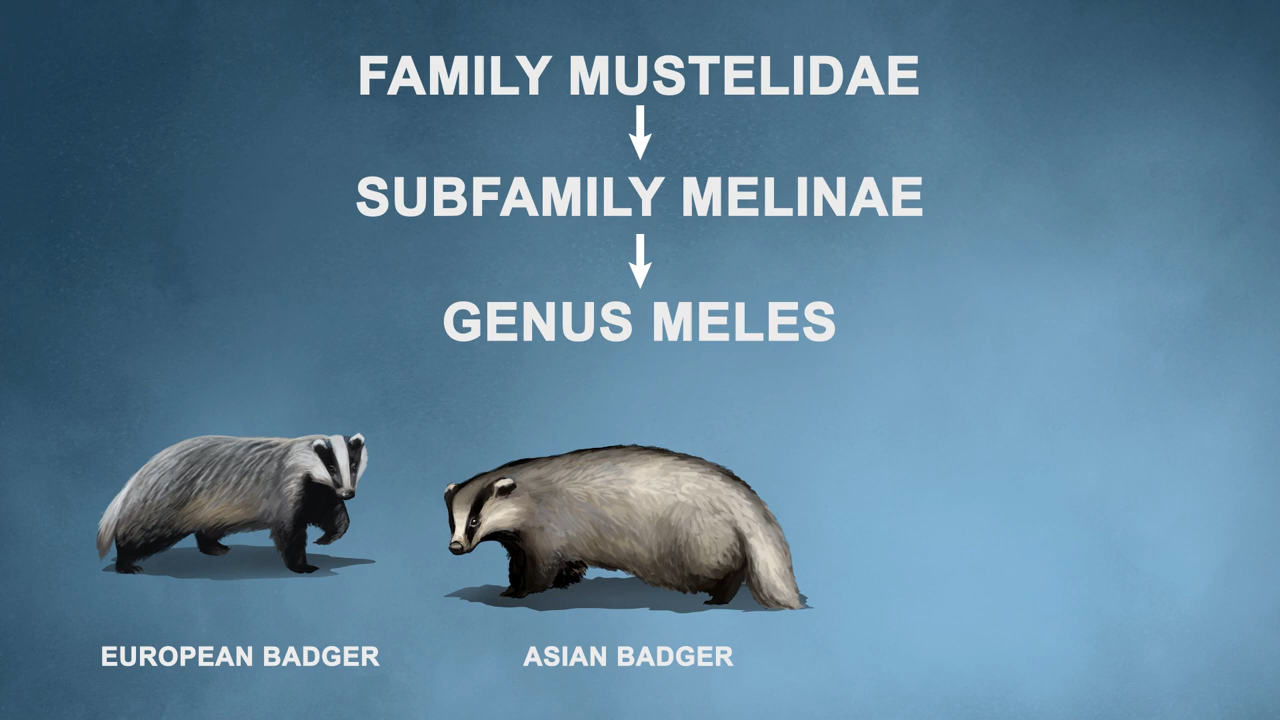 FAMILY MUSTELIDAE
SUBFAMILY MELINAE
GENUS MELES
EUROPEAN BADGER
ASIAN BADGER